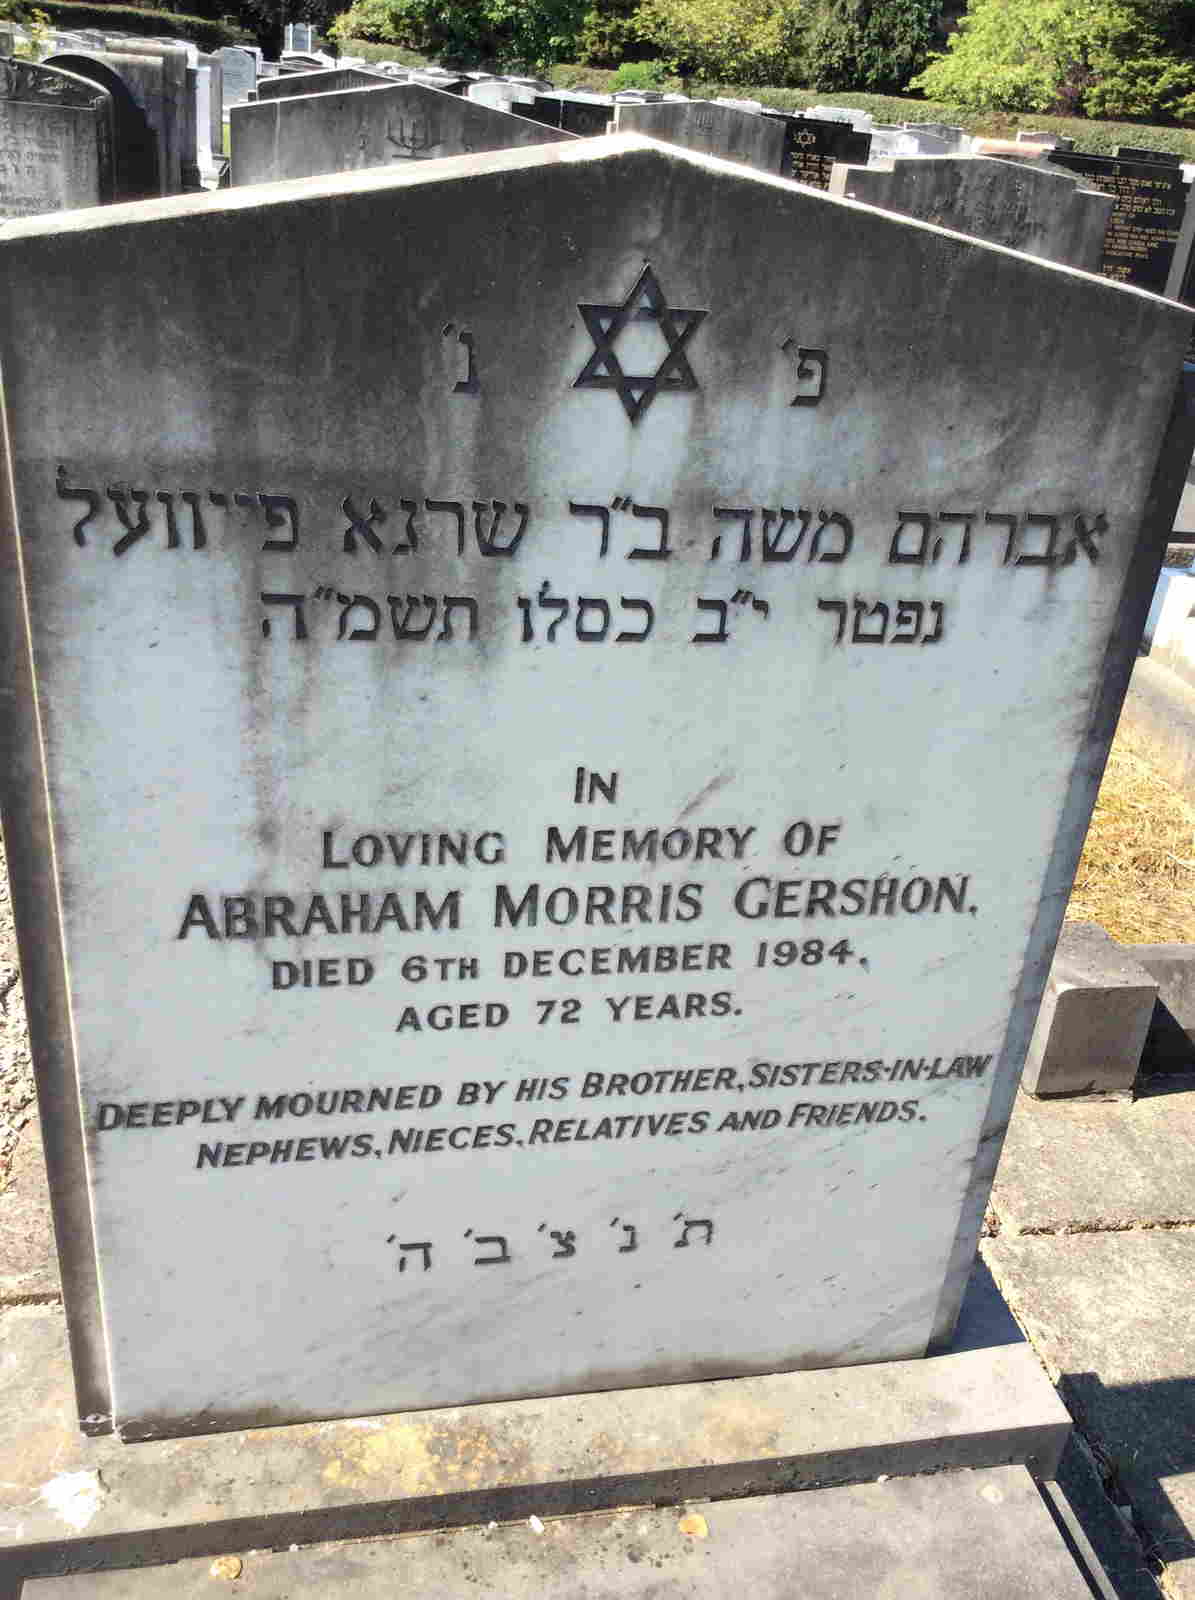 פ׳ נ׳
אברהם משה ב״ר שרגא פייוועל
נפטר י״ב כסלו תשמ״ה
IN
LOVING MEMORY OF
ABRAHAM MORRIS GERSHON.
DIED 6TH DECEMBER 1984.
AGED 72 YEARS.
DEEPLY MOURNED BY HIS BROTHER, SISTERS-IN-LAW
NEPHEWS, NIECES, RELATIVES AND FRIENDS.
ת׳ נ׳ צ׳ ב׳ ה׳